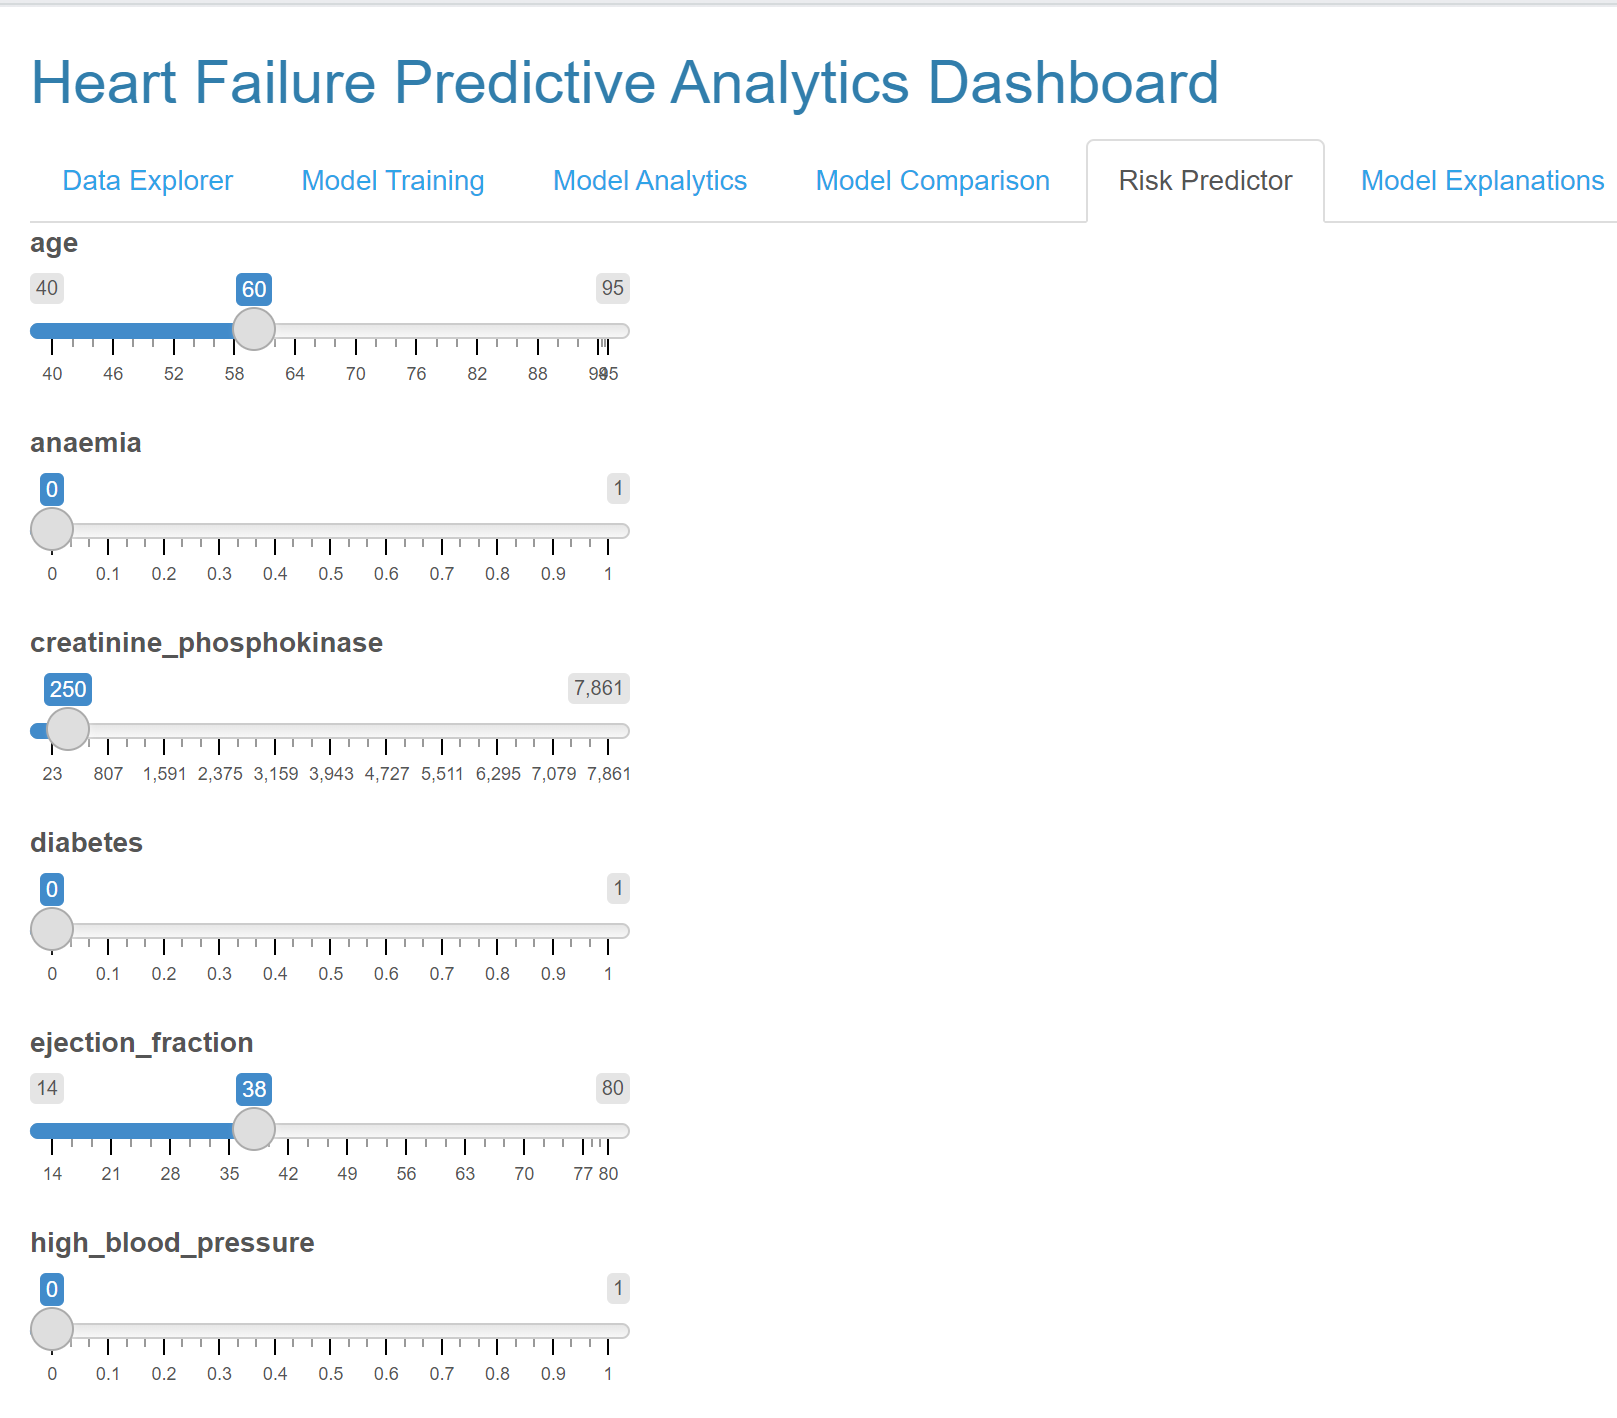 Heart Failure Predictive Analytics Dashboard
Data Explorer Model Training Model Analytics Model Comparison Risk Predictor Model Explanations
age
40 60 95
40 46 52 58 64 70 76 82 88 94 95
anaemia
0 1
0 0.1 0.2 0.3 0.4 0.5 0.6 0.7 0.8 0.9 1
creatinine_phosphokinase
250 7,861
23 807 1,591 2,375 3,159 3,943 4,727 5,511 6,295 7,079 7,861
diabetes
0 1
0 0.1 0.2 0.3 0.4 0.5 0.6 0.7 0.8 0.9 1
ejection_fraction
14 38 80
14 21 28 35 42 49 56 63 70 77 80
high_blood_pressure
0 1
0 0.1 0.2 0.3 0.4 0.5 0.6 0.7 0.8 0.9 1